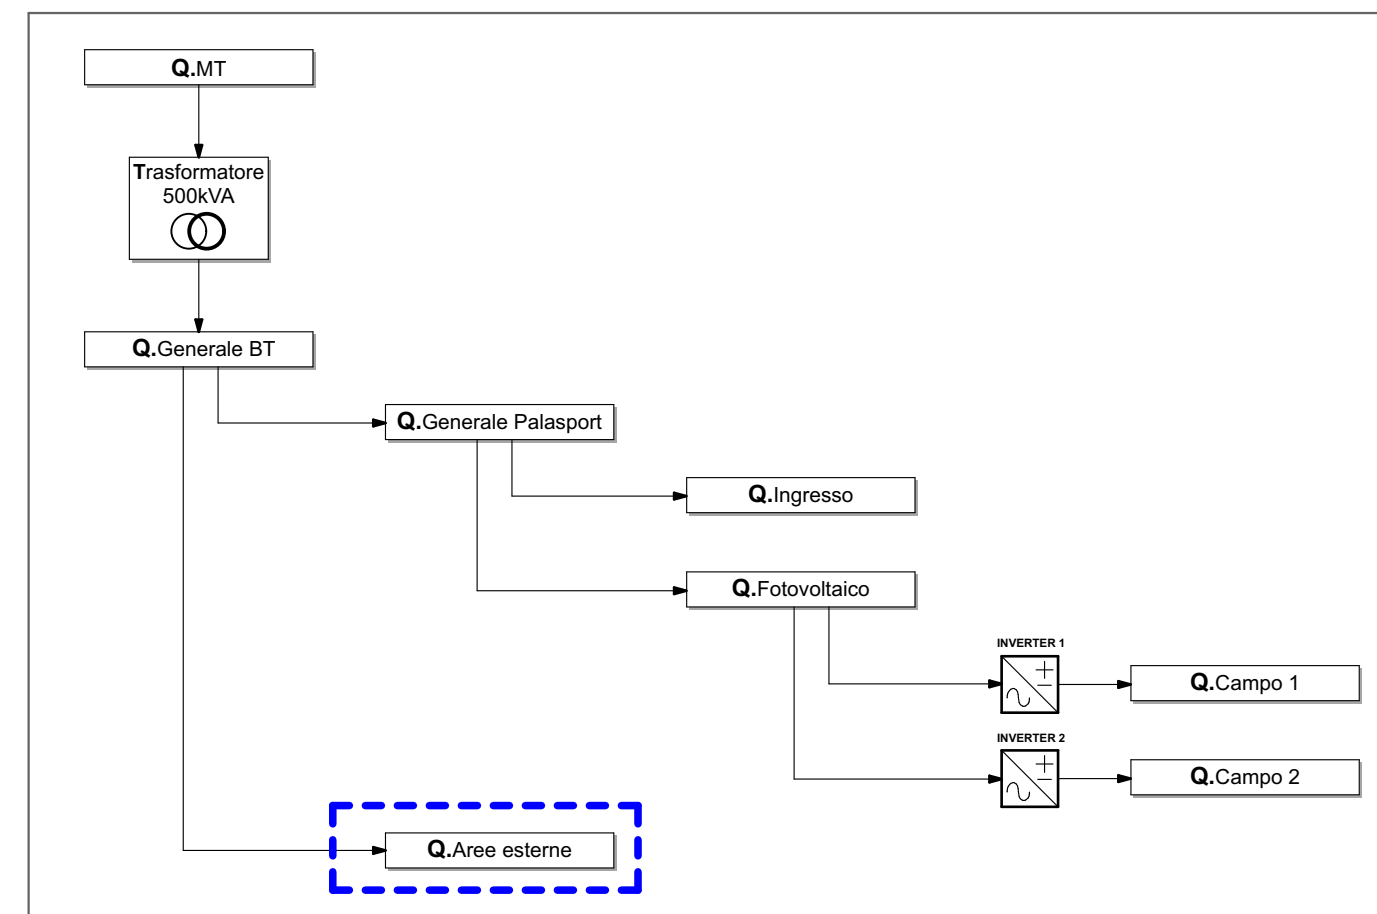 Q.MT
Trasformatore
500kVA
Q.Generale BT
Q.Generale Palasport
Q.Ingresso
Q.Fotovoltaico
INVERTER 1
Q.Campo 1
INVERTER 2
Q.Campo 2
Q.Aree esterne